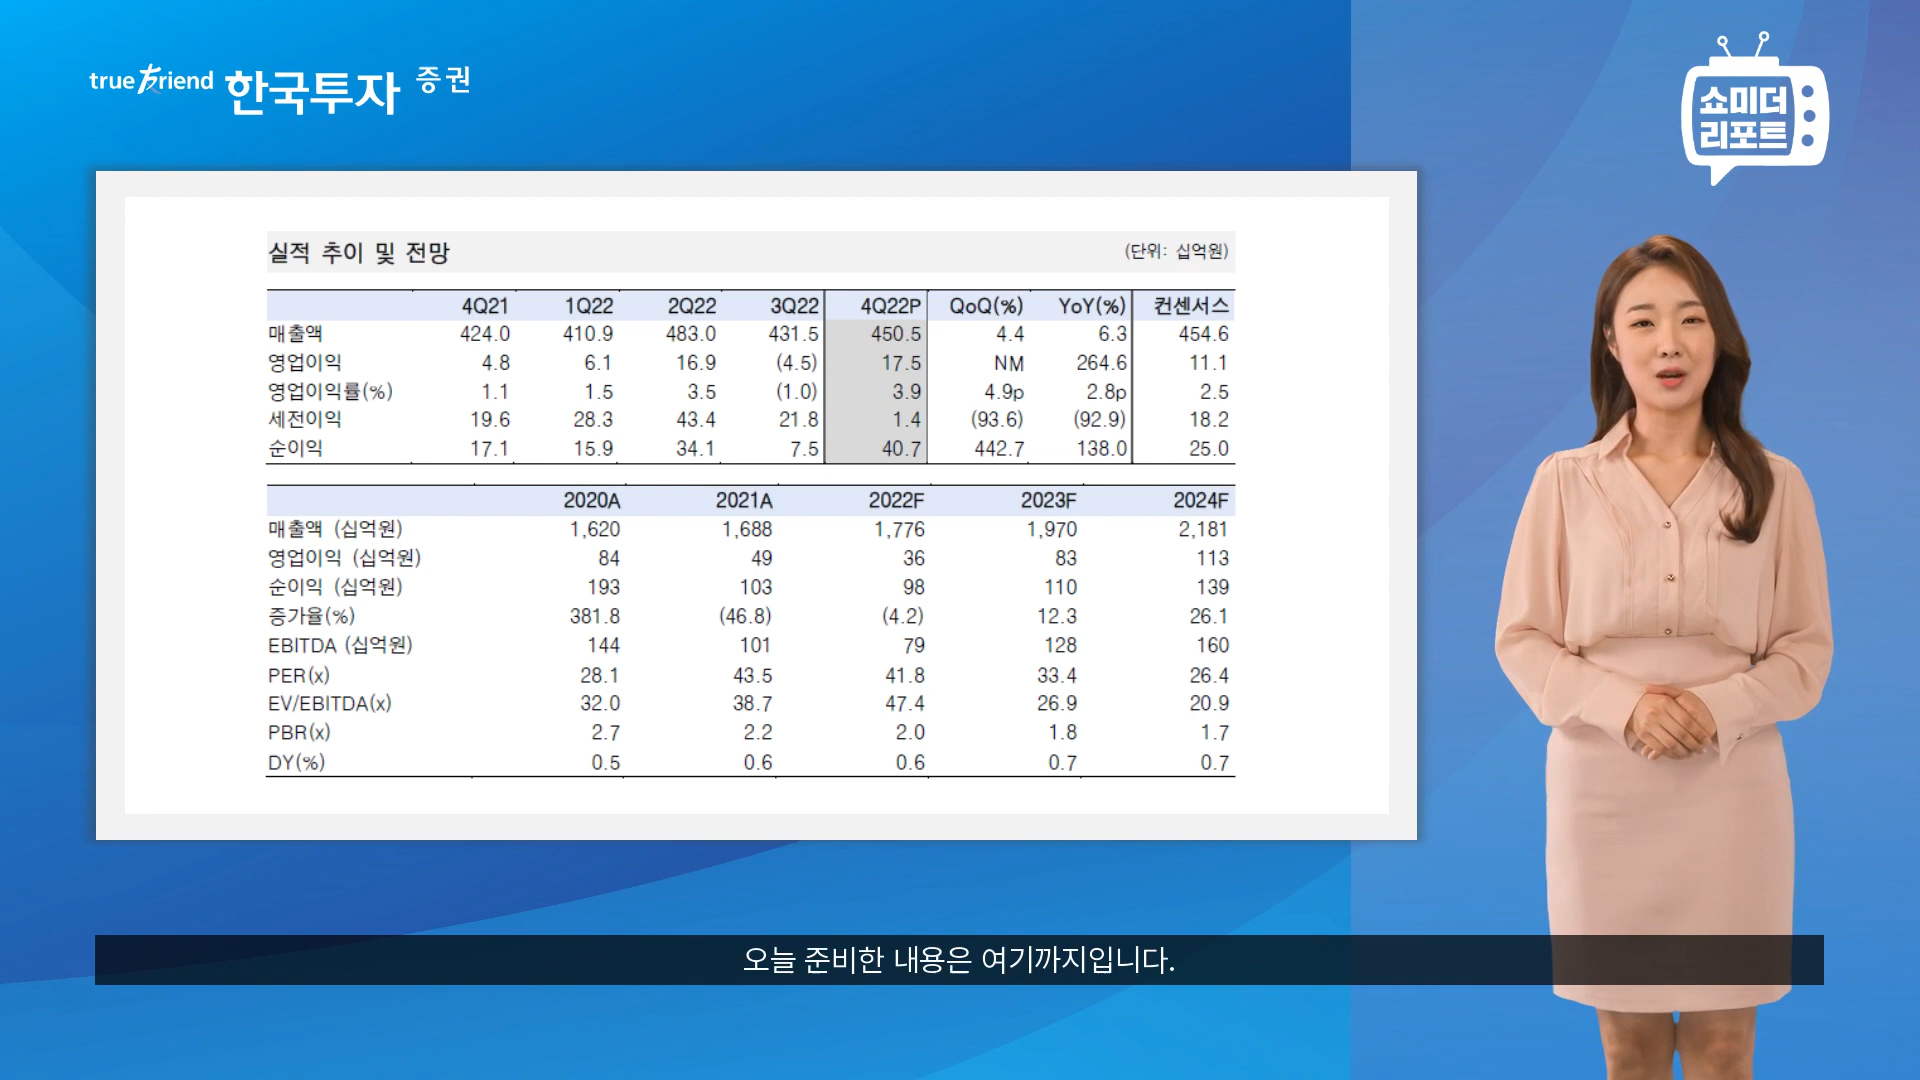 true友riend 한국투자 증권
쇼미더
리포트
실적 추이 및 전망 (단위: 십억원)
4Q21 1Q22 2Q22 3Q22 4Q22P QoQ(%) YoY(%) 컨센서스
매출액 424.0 410.9 483.0 431.5 450.5 4.4 6.3 454.6
영업이익 4.8 6.1 16.9 (4.5) 17.5 NM 264.6 11.1
영업이익률(%) 1.1 1.5 3.5 (1.0) 3.9 4.9p 2.8p 2.5
세전이익 19.6 28.3 43.4 21.8 1.4 (93.6) (92.9) 18.2
순이익 17.1 15.9 34.1 7.5 40.7 442.7 138.0 25.0
2020A 2021A 2022F 2023F 2024F
매출액 (십억원) 1,620 1,688 1,776 1,970 2,181
영업이익 (십억원) 84 49 36 83 113
순이익 (십억원) 193 103 98 110 139
증가율(%) 381.8 (46.8) (4.2) 12.3 26.1
EBITDA (십억원) 144 101 79 128 160
PER(x) 28.1 43.5 41.8 33.4 26.4
EV/EBITDA(x) 32.0 38.7 47.4 26.9 20.9
PBR(x) 2.7 2.2 2.0 1.8 1.7
DY(%) 0.5 0.6 0.6 0.7 0.7
오늘 준비한 내용은 여기까지입니다.